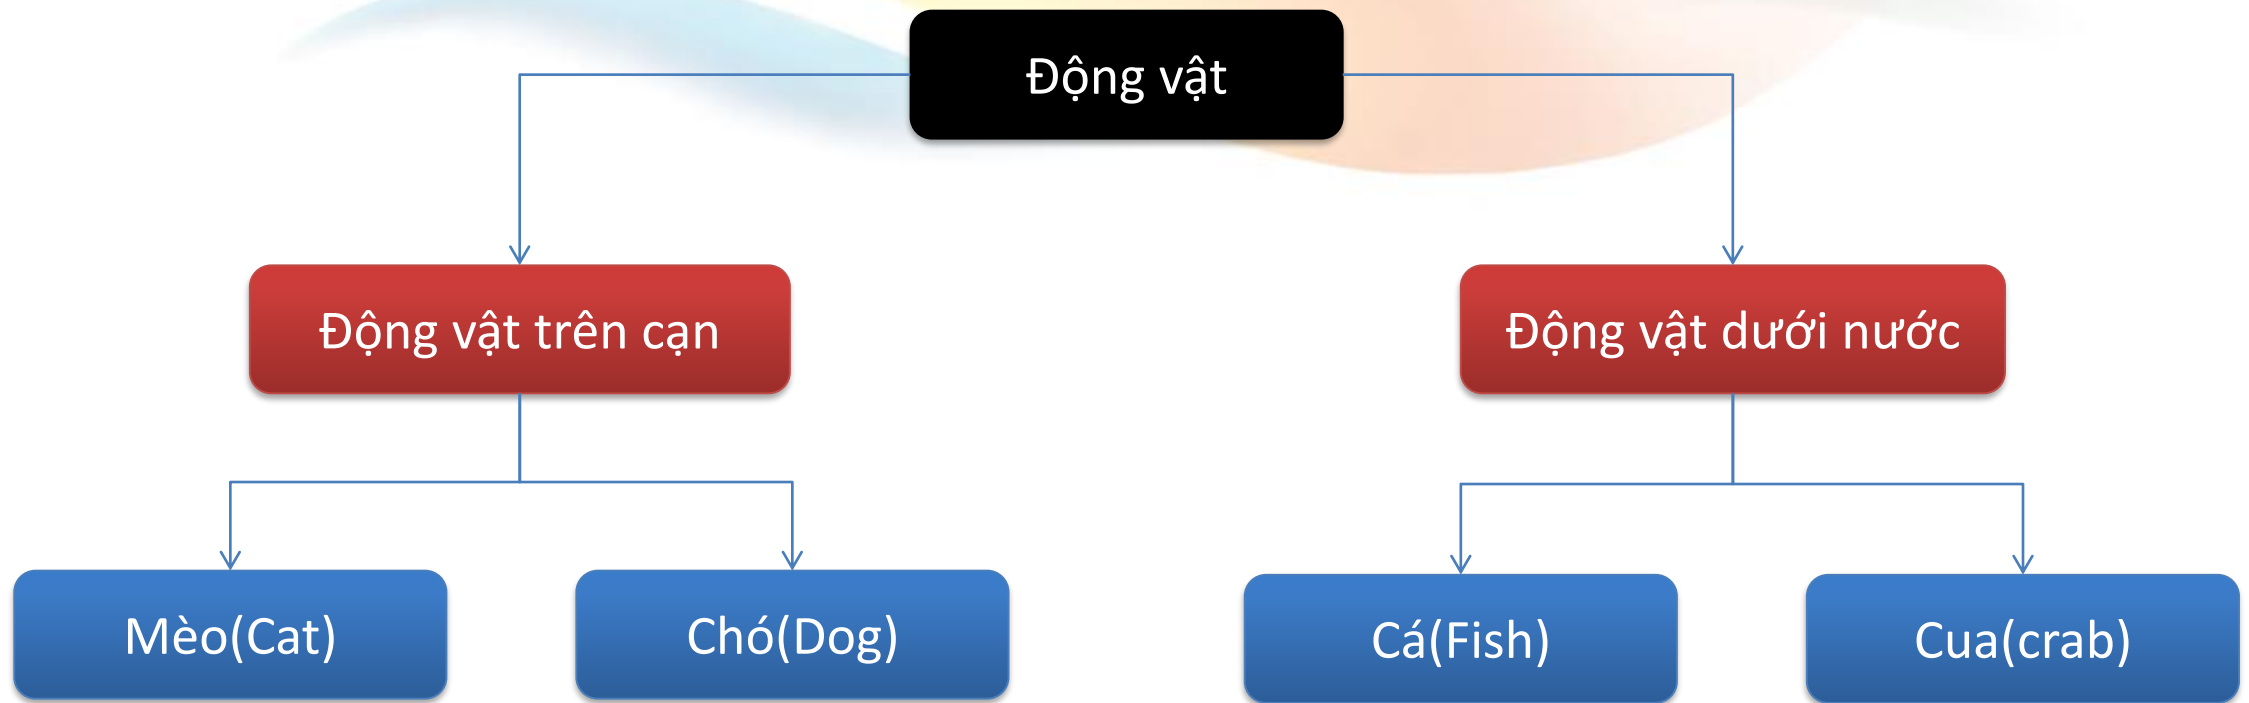 Động vật
Động vật trên cạn
Động vật dưới nước
Mèo(Cat)
Chó(Dog)
Cá(Fish)
Cua(crab)